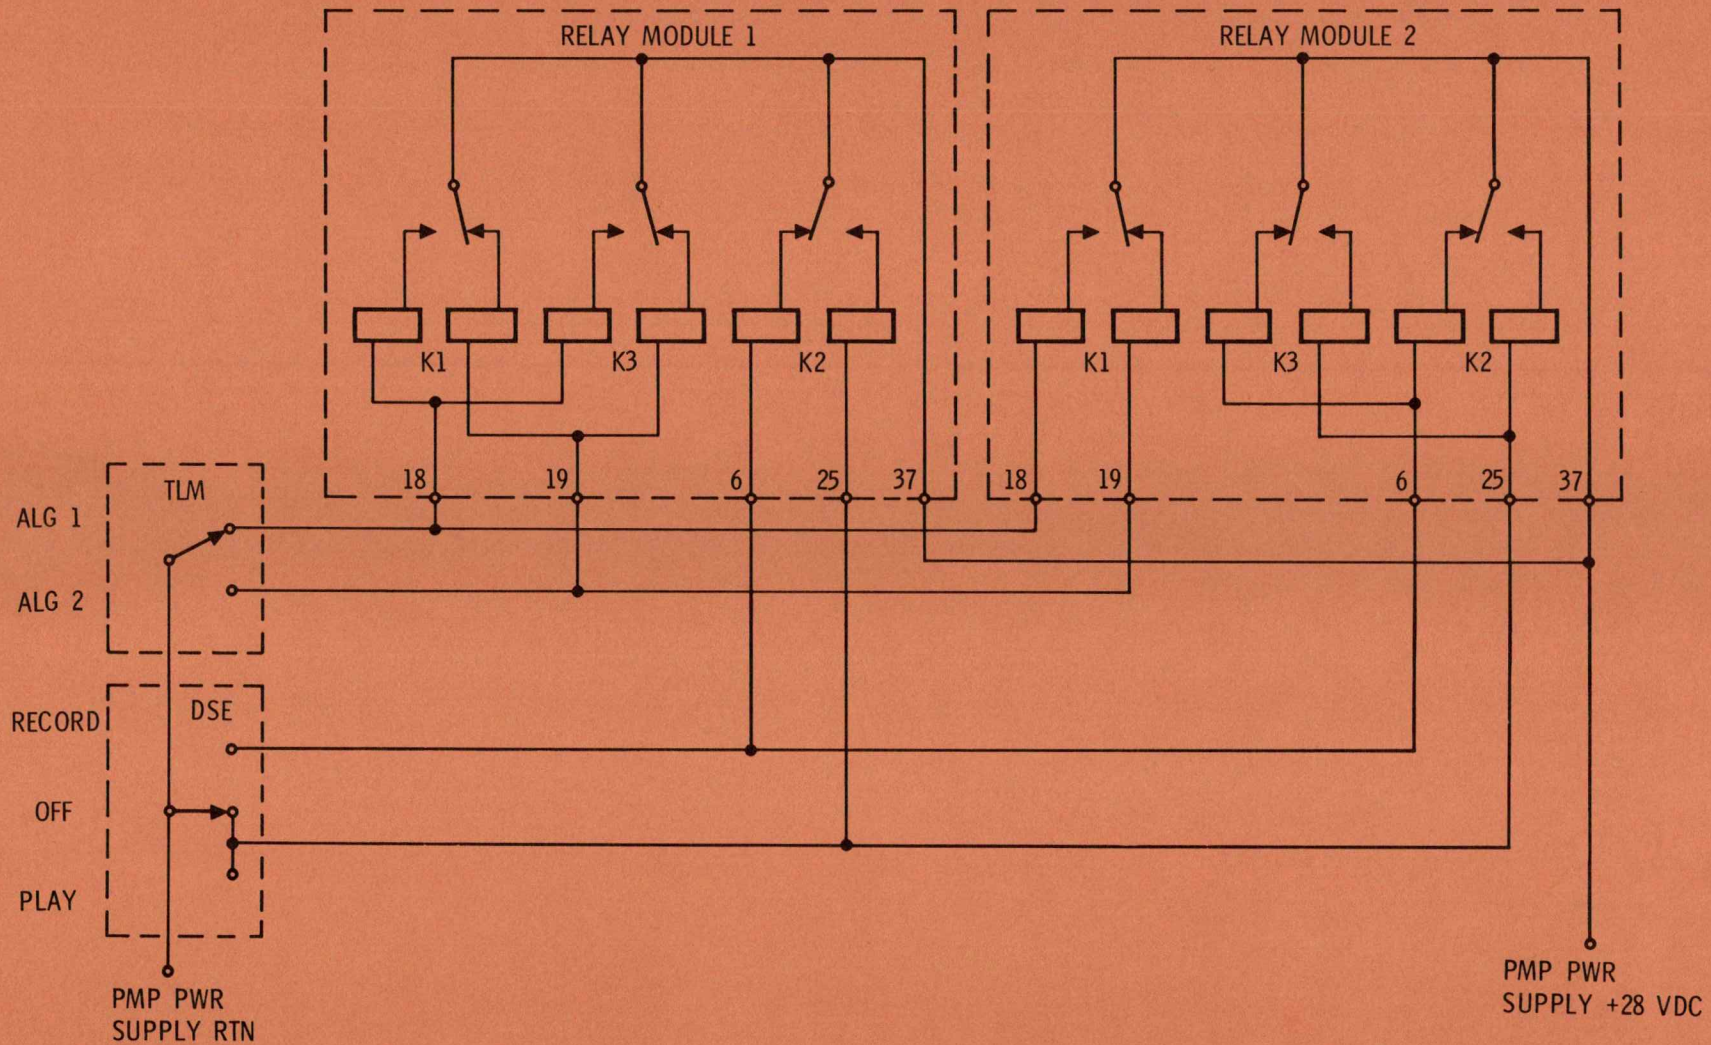 RELAY MODULE 1
RELAY MODULE 2
K1
K3
K2
K1
K3
K2
18
19
6
25
37
18
19
6
25
37
TLM
ALG 1
ALG 2
DSE
RECORD
OFF
PLAY
PMP PWR
SUPPLY RTN
PMP PWR
SUPPLY +28 VDC